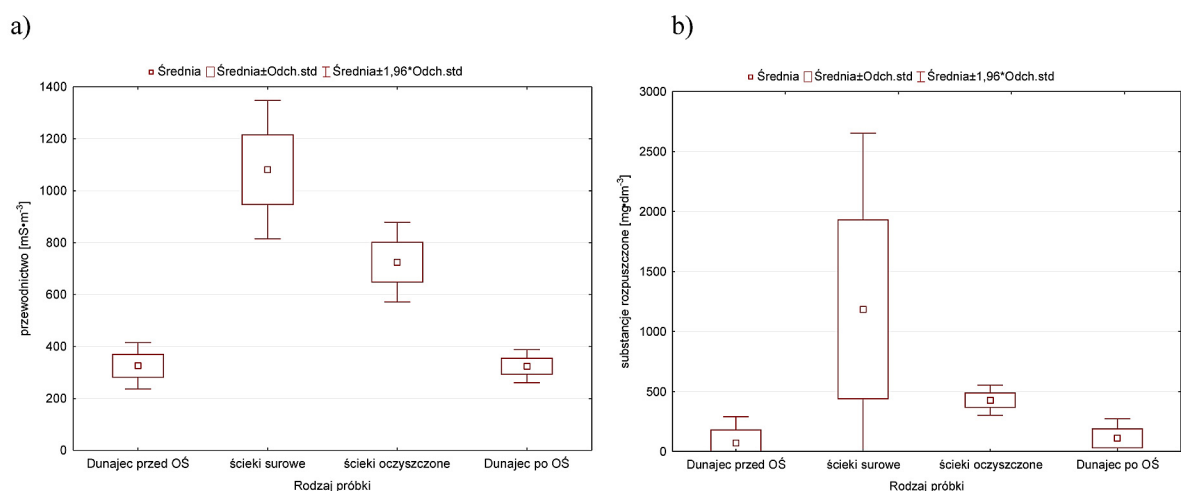 a)
Średnia Średnia±Odch.std Średnia±1,96*Odch.std
1400
1200
1000
800
600
400
200
0
przewodnictwo [mS•m⁻³]
Dunajec przed OŚ ścieki surowe ścieki oczyszczone Dunajec po OŚ
Rodzaj próbki
b)
Średnia Średnia±Odch.std Średnia±1,96*Odch.std
3000
2500
2000
1500
1000
500
0
substancje rozpuszczone [mg•dm⁻³]
Dunajec przed OŚ ścieki surowe ścieki oczyszczone Dunajec po OŚ
Rodzaj próbki